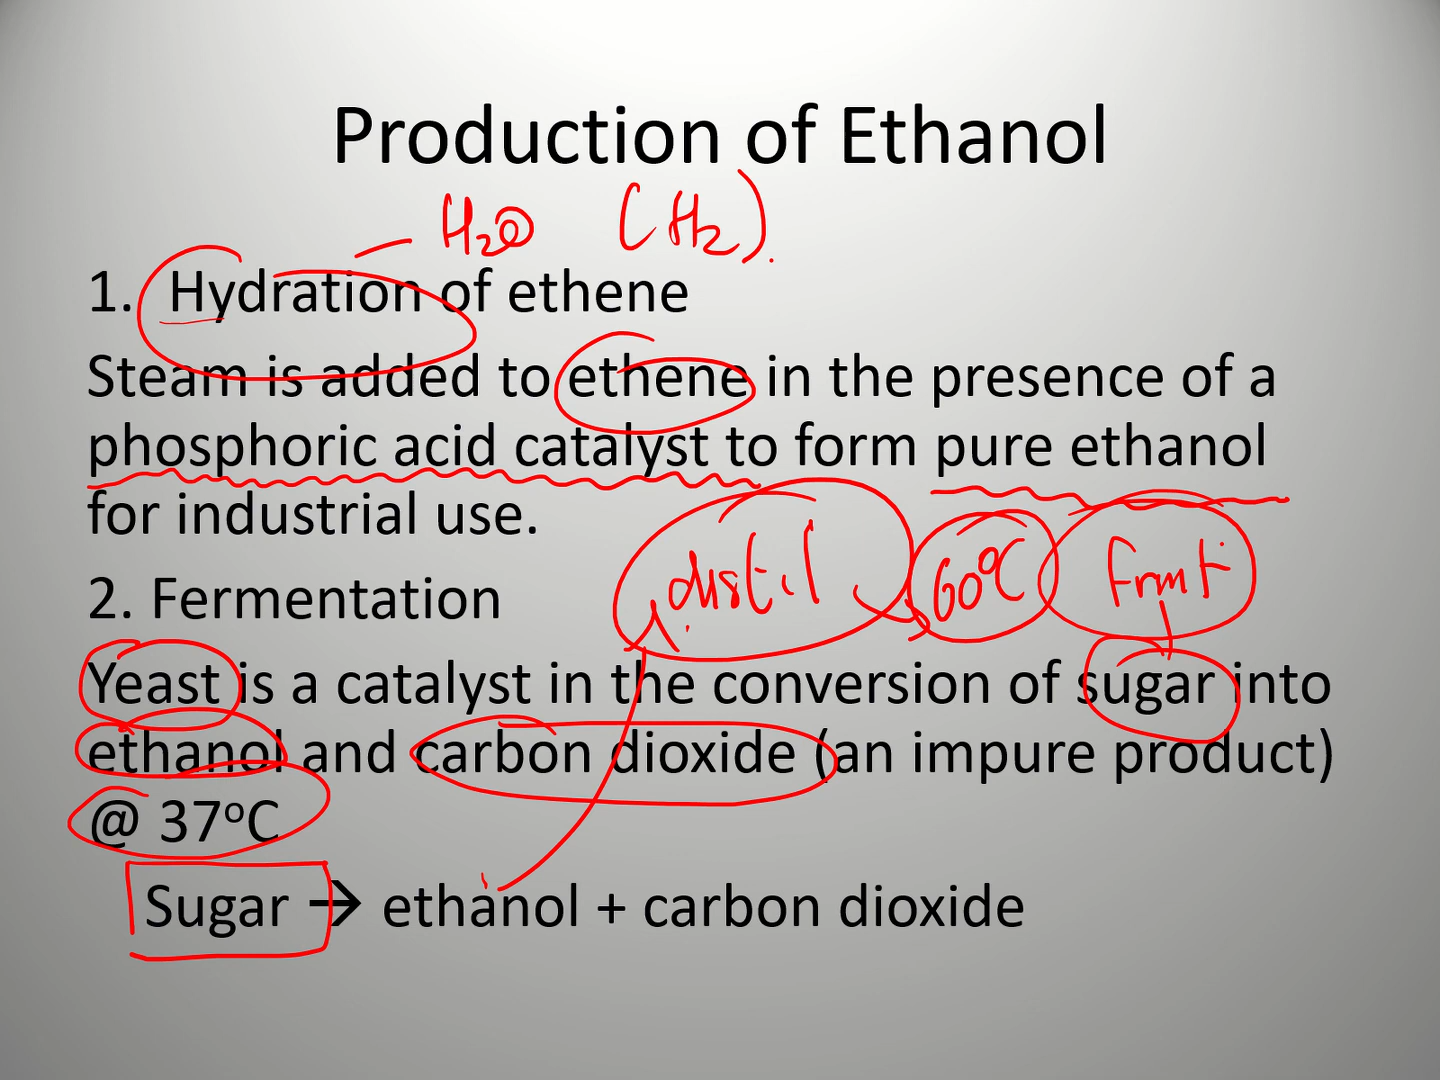 Production of Ethanol
H₂O (H₂).
1. Hydration of ethene
Steam is added to ethene in the presence of a
phosphoric acid catalyst to form pure ethanol
for industrial use.
distil 60°C
2. Fermentation
Yeast is a catalyst in the conversion of sugar into
ethanol and carbon dioxide (an impure product)
@ 37°C
Sugar → ethanol + carbon dioxide